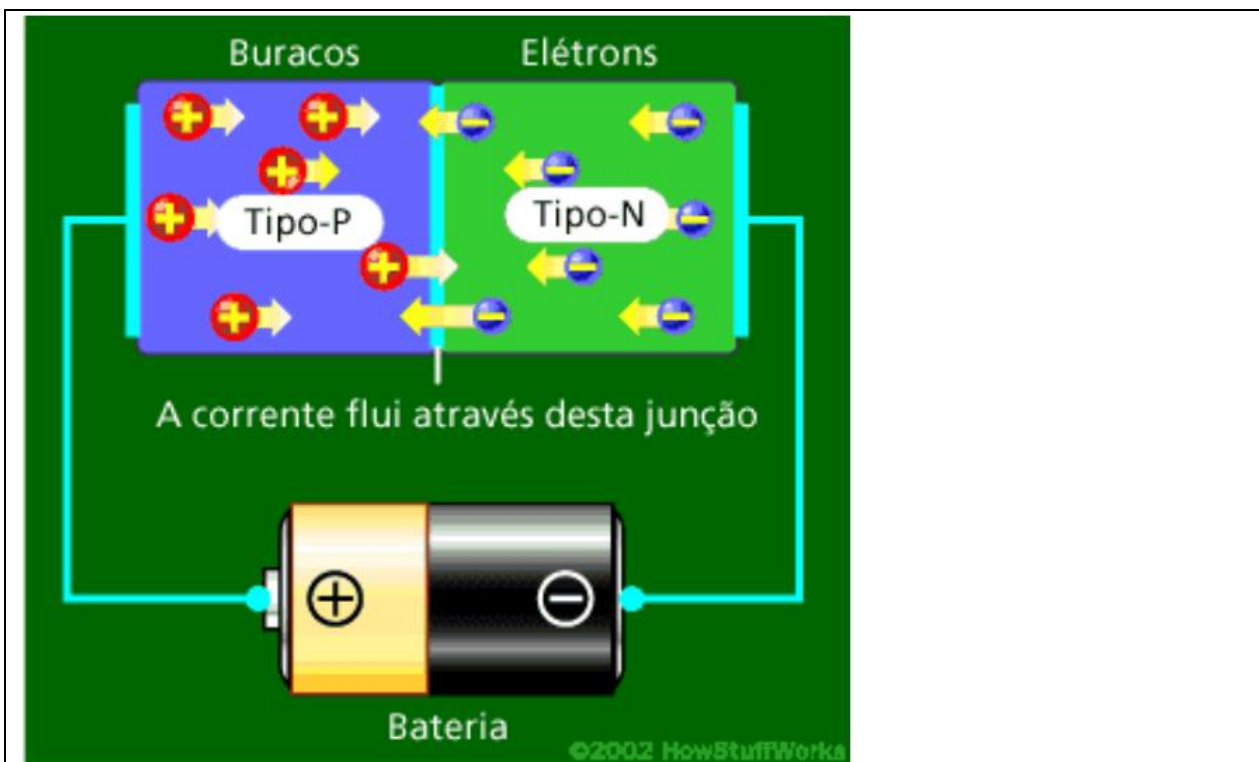 Buracos Elétrons
Tipo-P Tipo-N
A corrente flui através desta junção
Bateria
©2002 HowStuffWorks